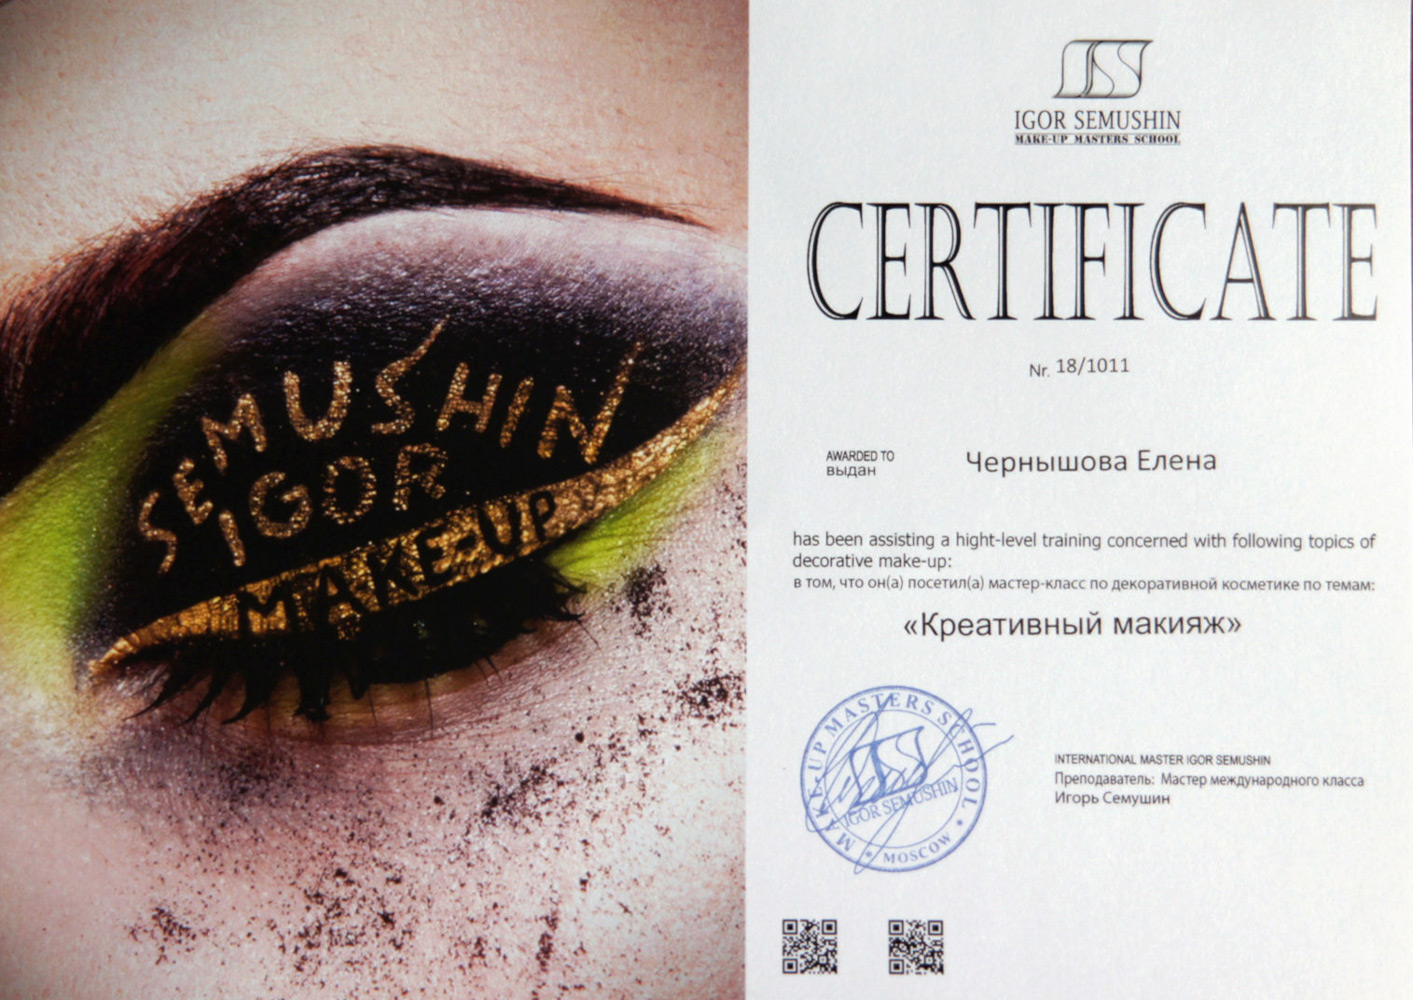 SEMUSHIN
IGOR
MAKE-UP
IGOR SEMUSHIN
MAKE-UP MASTERS SCHOOL
CERTIFICATE
Nr. 18/1011
AWARDED TO
выдан
Чернышова Елена
has been assisting a hight-level training concerned with following topics of
decorative make-up:
в том, что он(а) посетил(а) мастер-класс по декоративной косметике по темам:
«Креативный макияж»
MAKE-UP MASTERS SCHOOL
IGOR SEMUSHIN
• MOSCOW •
INTERNATIONAL MASTER IGOR SEMUSHIN
Преподаватель: Мастер международного класса
Игорь Семушин